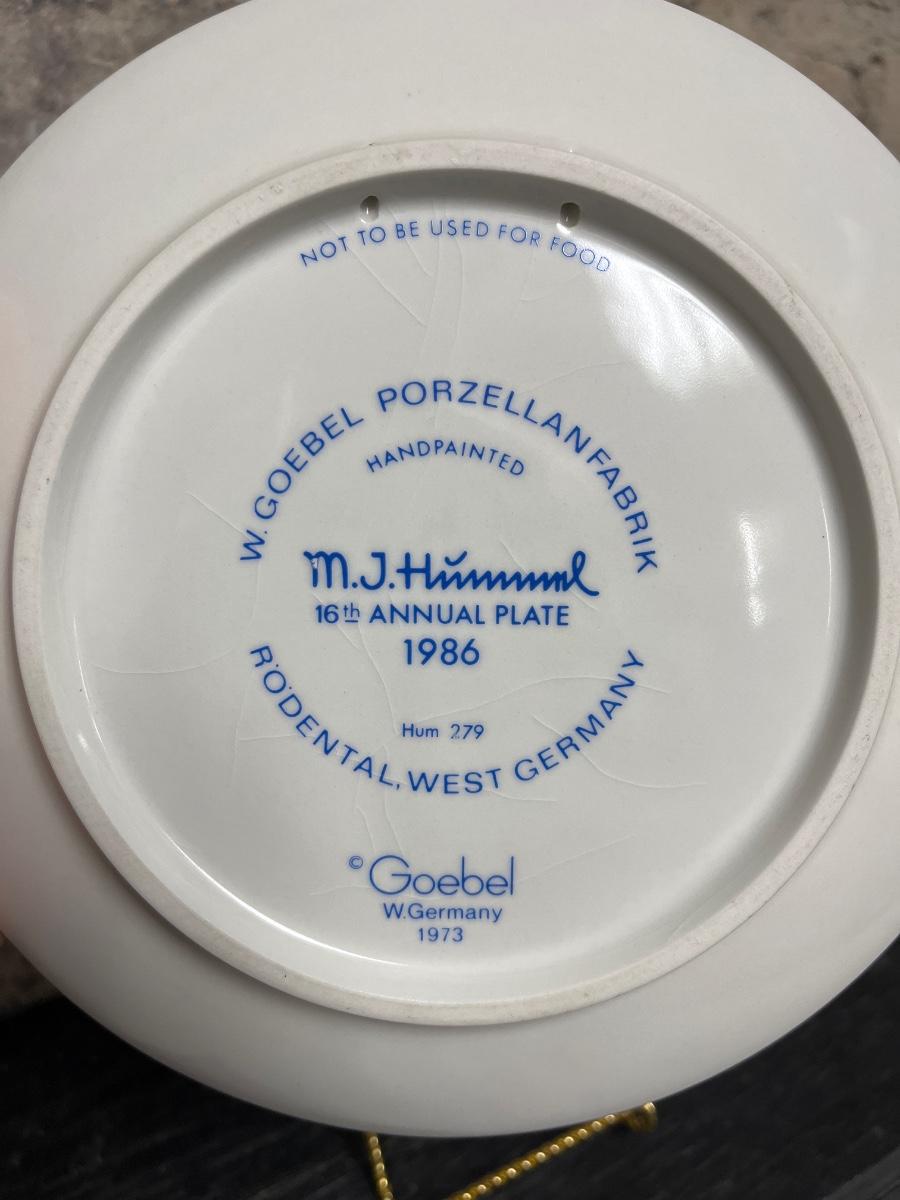 NOT TO BE USED FOR FOOD
W. GOEBEL PORZELLANFABRIK
HANDPAINTED
M.J.Hummel
16th ANNUAL PLATE
1986
Hum 279
RÖDENTAL, WEST GERMANY
© Goebel
W.Germany
1973